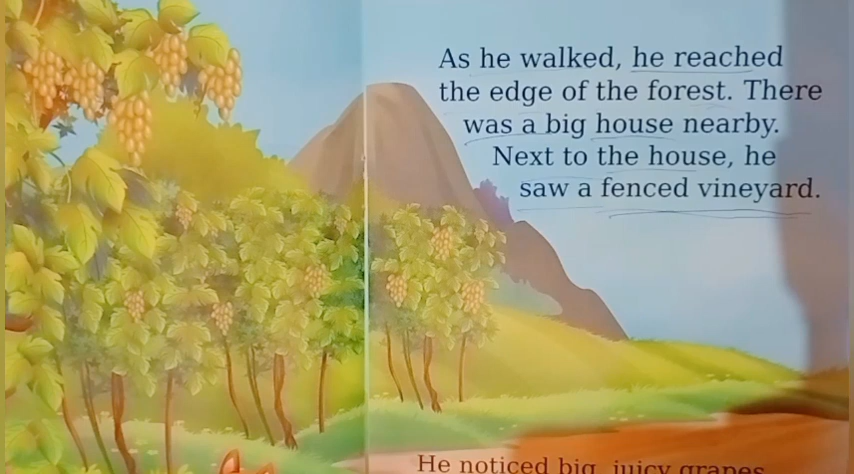 As he walked, he reached
the edge of the forest. There
was a big house nearby.
Next to the house, he
saw a fenced vineyard.
He noticed big, juicy grapes